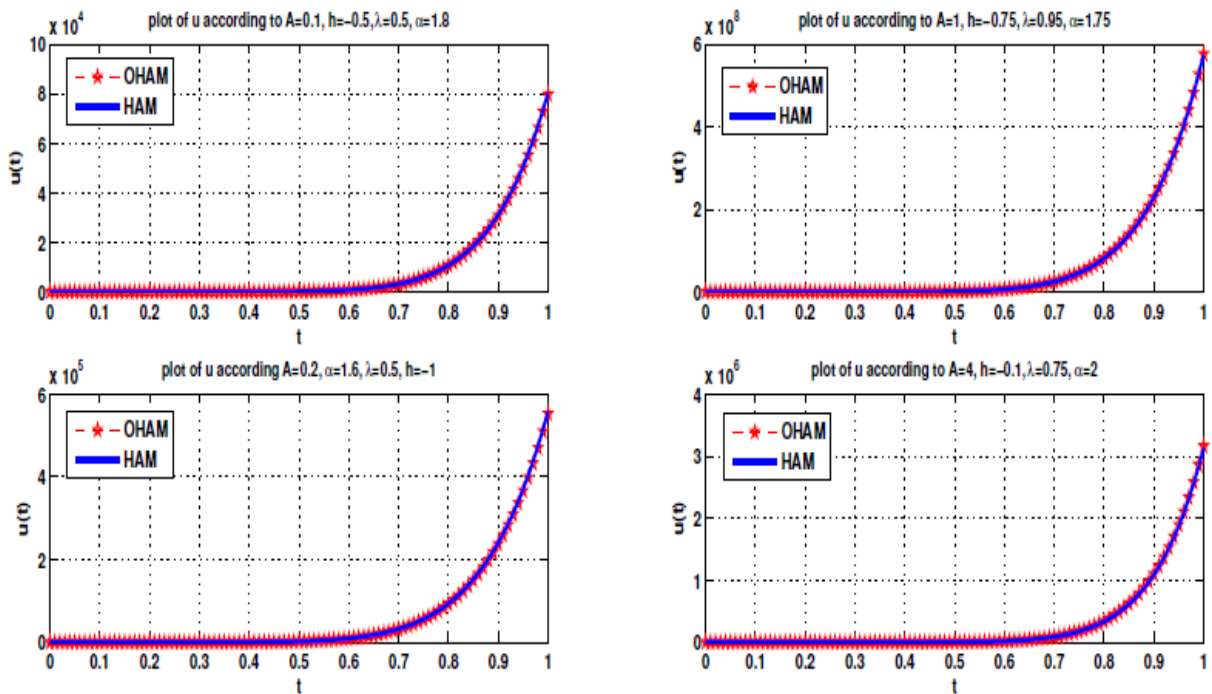 plot of u according to A=0.1, h=−0.5,λ=0.5, α=1.8
x 10^4
10
8
6
4
2
0
u(t)
OHAM
HAM
0 0.1 0.2 0.3 0.4 0.5 0.6 0.7 0.8 0.9 1
t
plot of u according to A=1, h=−0.75, λ=0.95, α=1.75
x 10^8
6
4
2
0
u(t)
OHAM
HAM
0 0.1 0.2 0.3 0.4 0.5 0.6 0.7 0.8 0.9 1
t
plot of u according A=0.2, α=1.6, λ=0.5, h=−1
x 10^5
6
4
2
0
u(t)
OHAM
HAM
0 0.1 0.2 0.3 0.4 0.5 0.6 0.7 0.8 0.9 1
t
plot of u according to A=4, h=−0.1,λ=0.75, α=2
x 10^6
4
3
2
1
0
u(t)
OHAM
HAM
0 0.1 0.2 0.3 0.4 0.5 0.6 0.7 0.8 0.9 1
t